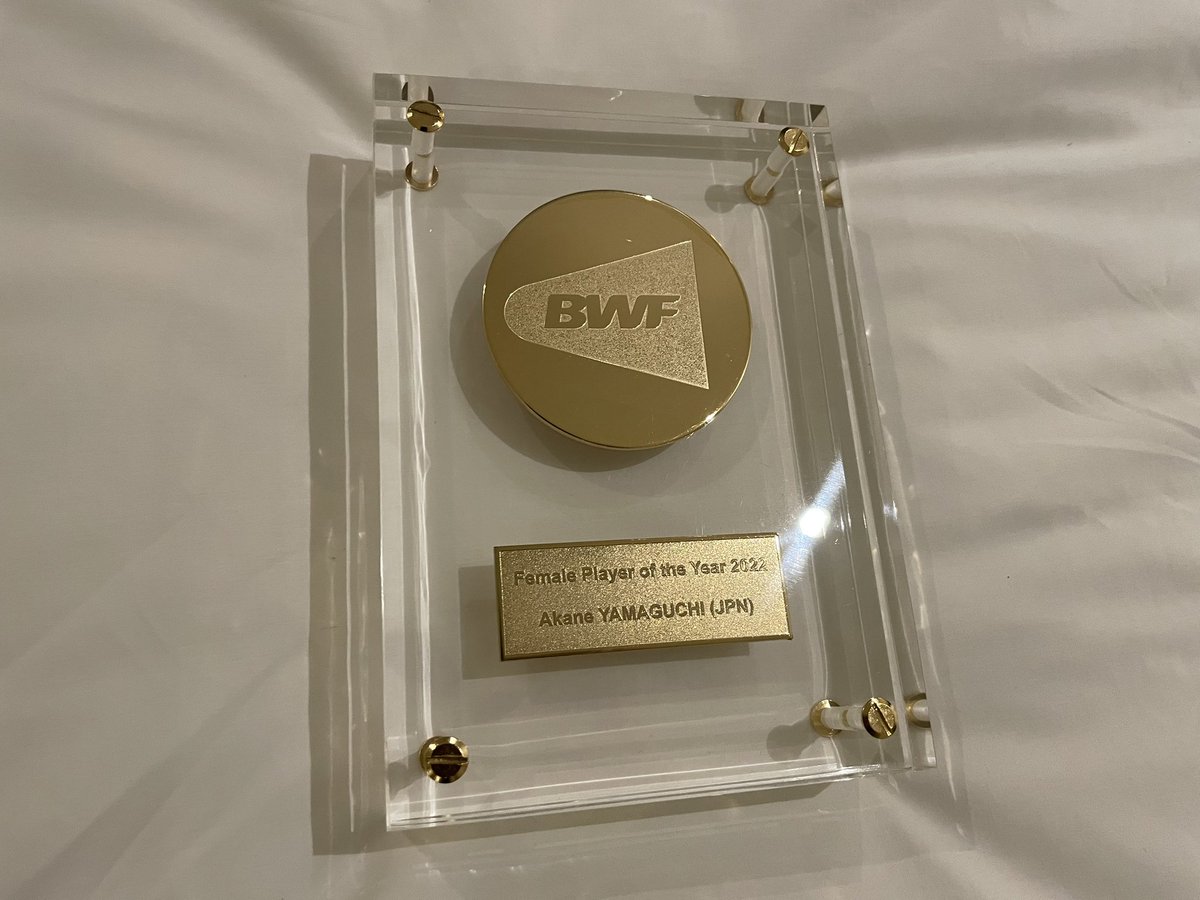 BWF
Female Player of the Year 2022
Akane YAMAGUCHI (JPN)